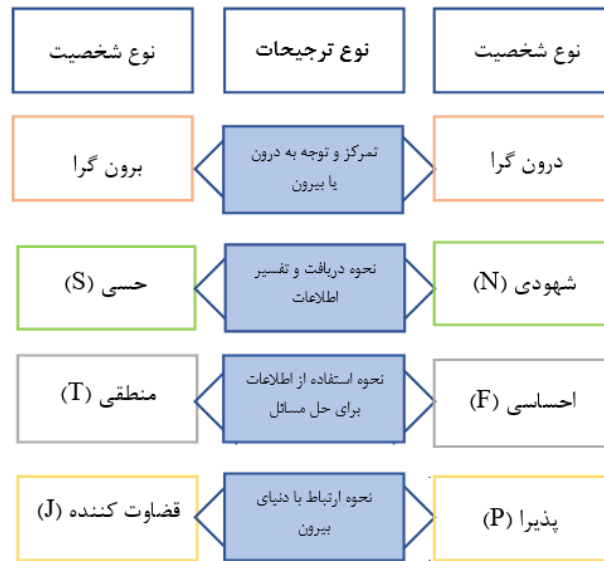 نوع شخصیت
نوع ترجیحات
نوع شخصیت
درون گرا
تمرکز و توجه به درون
یا بیرون
برون گرا
شهودی (N)
نحوه دریافت و تفسیر
اطلاعات
حسی (S)
احساسی (F)
نحوه استفاده از اطلاعات
برای حل مسائل
منطقی (T)
پذیرا (P)
نحوه ارتباط با دنیای
بیرون
قضاوت کننده (J)